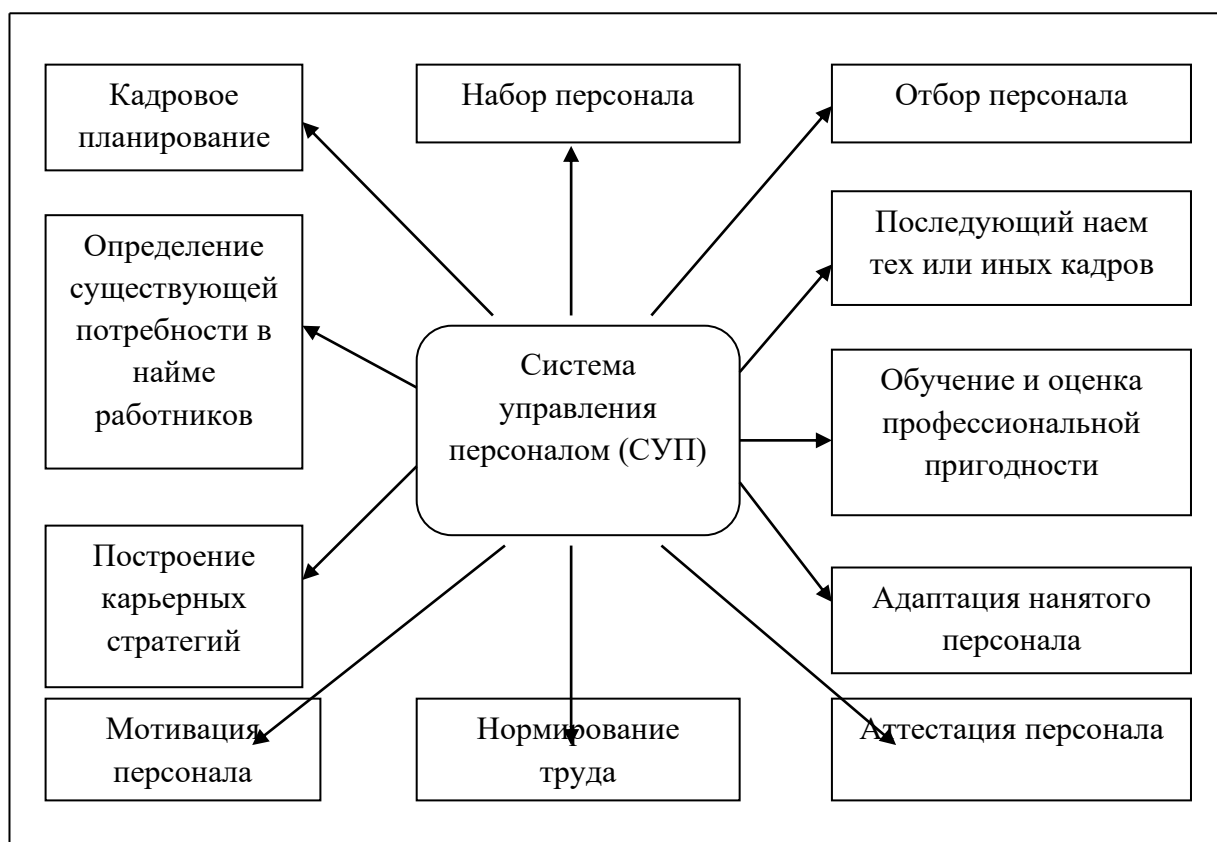 Кадровое
планирование
Набор персонала
Отбор персонала
Определение
существующей
потребности в
найме
работников
Последующий наем
тех или иных кадров
Система
управления
персоналом (СУП)
Обучение и оценка
профессиональной
пригодности
Построение
карьерных
стратегий
Адаптация нанятого
персонала
Мотивация
персонала
Нормирование
труда
Аттестация персонала